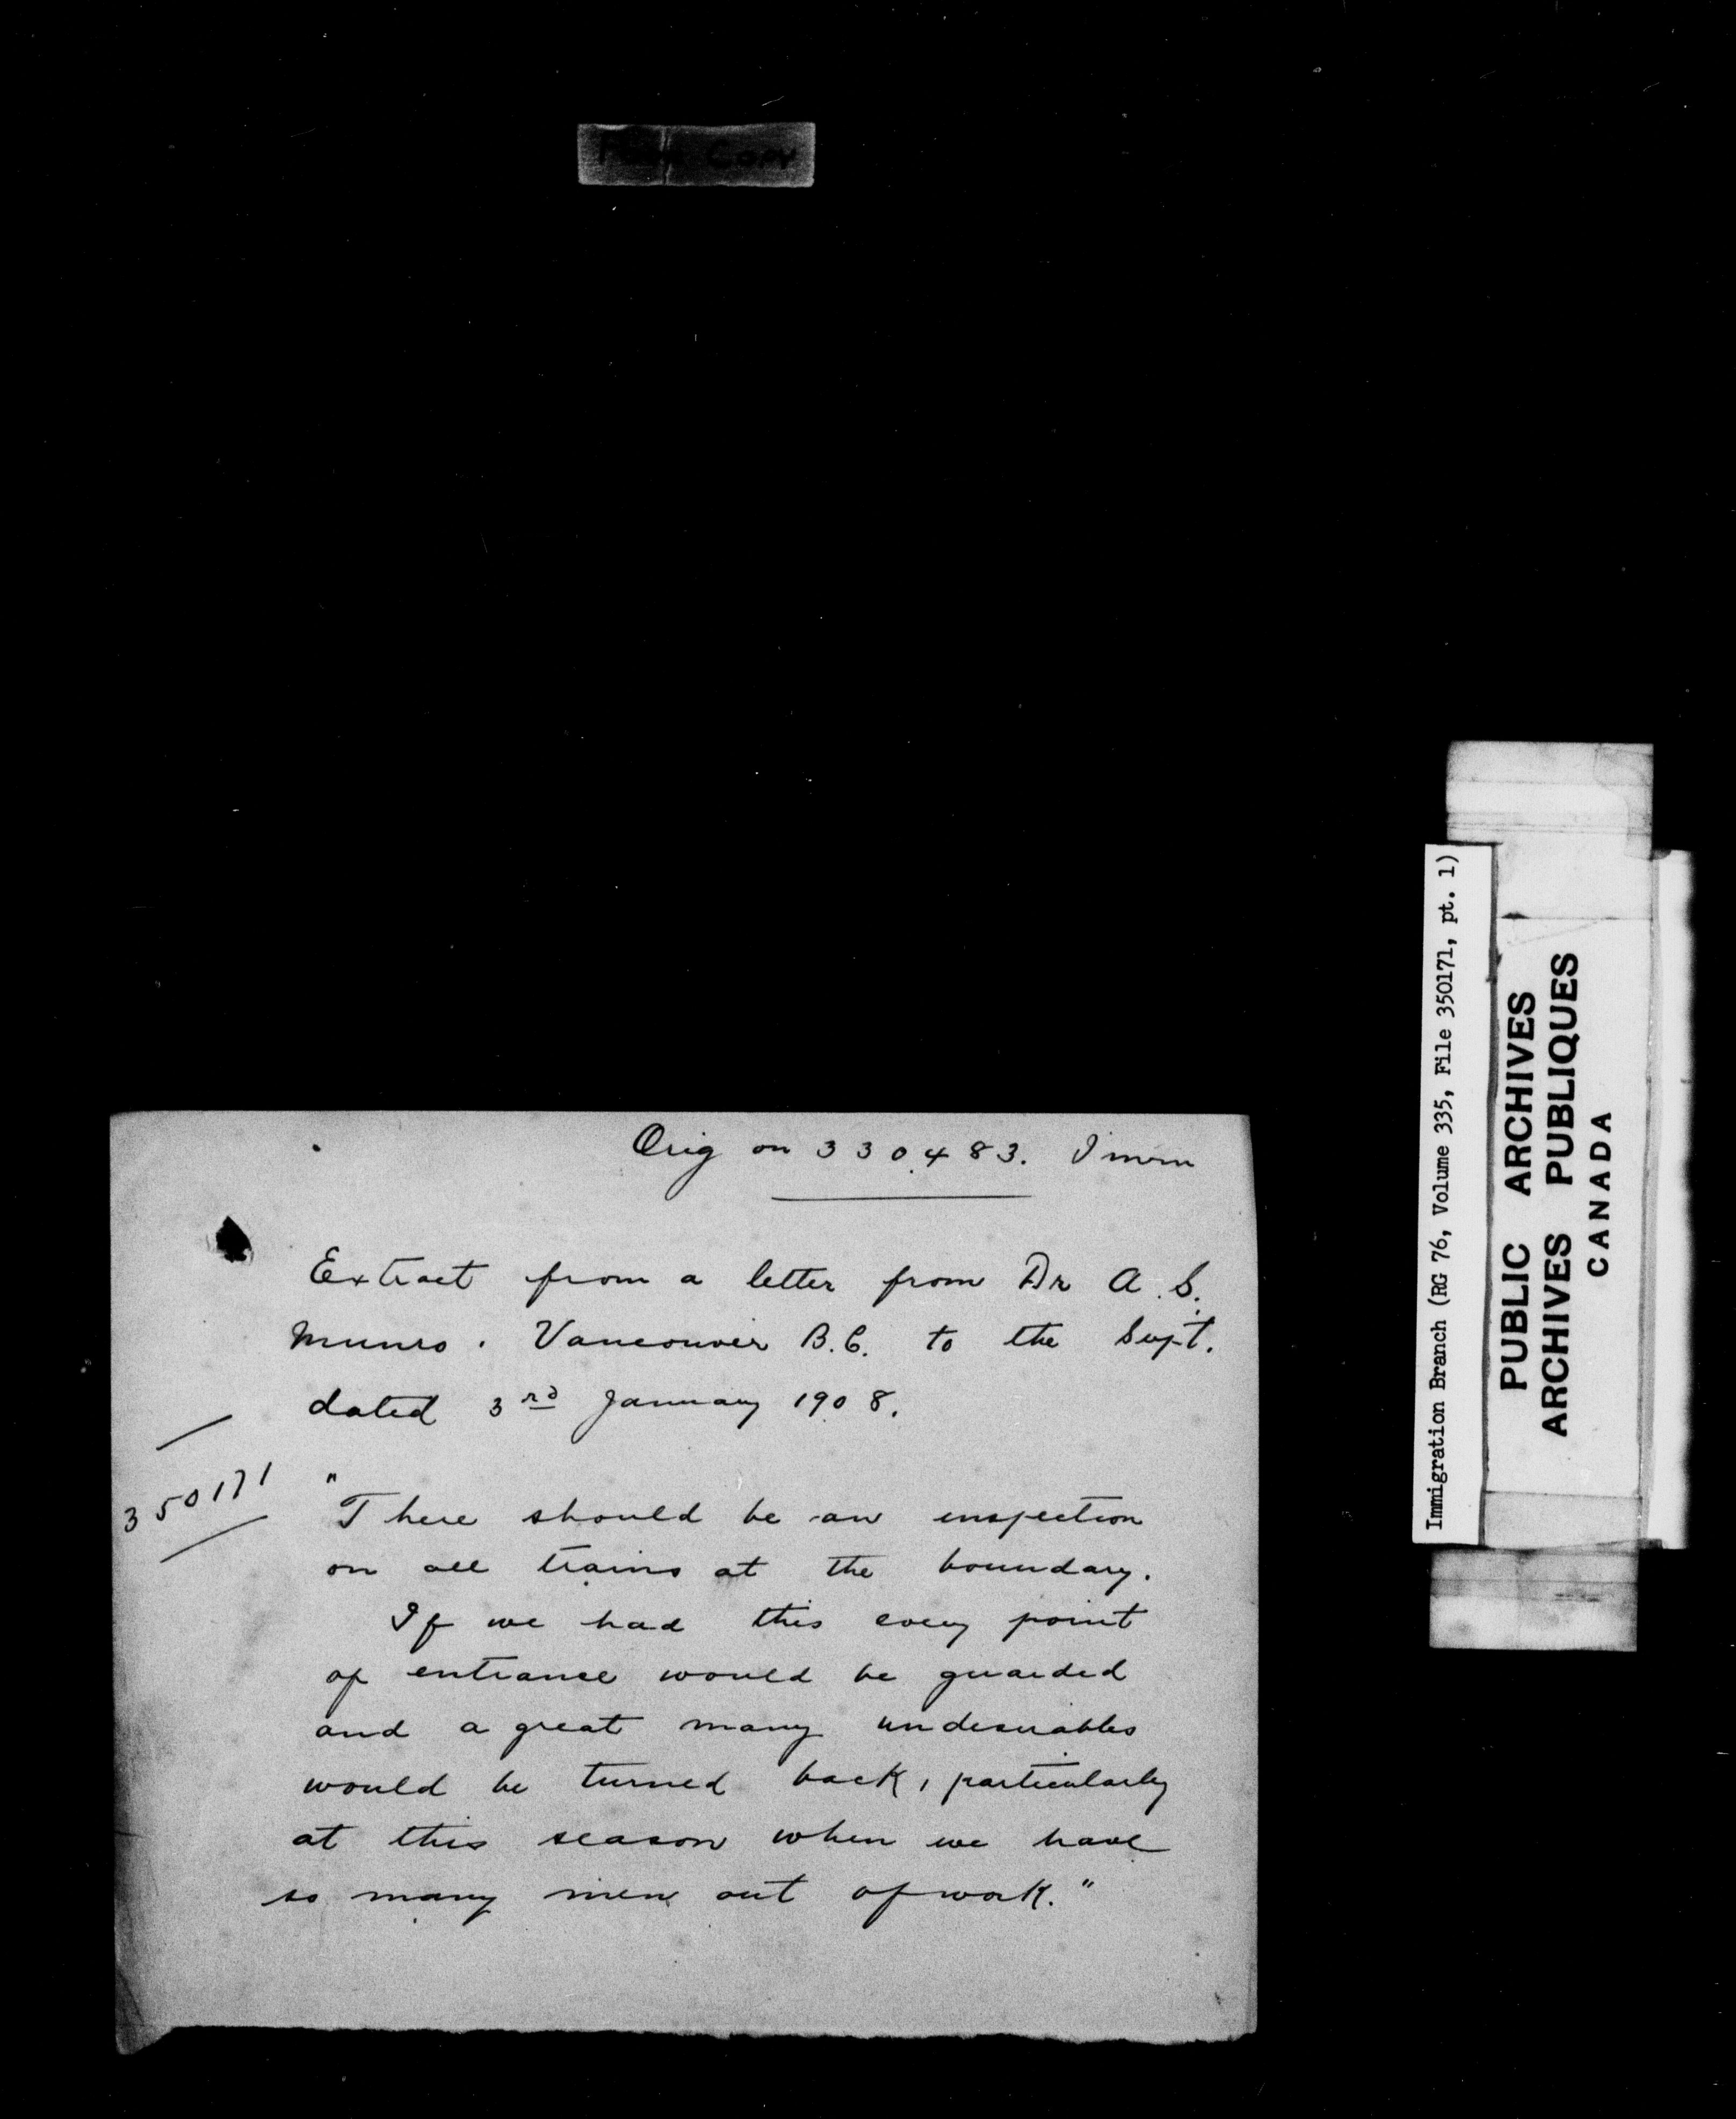 Copy
Orig on 330483. Imm
Extract from a letter from Dr A. S.
Munro. Vancouver B.C. to the Supt.
dated 3rd January 1908.
350171
"There should be an inspection
on all trains at the boundary.
If we had this every point
of entrance would be guarded
and a great many undesirables
would be turned back, particularly
at this season when we have
so many men out of work."
Immigration Branch (RG 76, Volume 335, File 350171, pt. 1)
PUBLIC ARCHIVES
ARCHIVES PUBLIQUES
CANADA